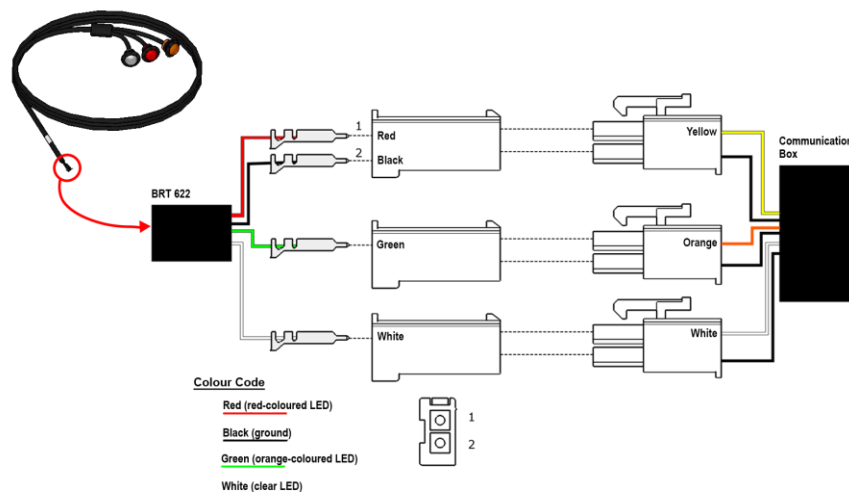 BRT 622
1
Red
2
Black
Green
White
Yellow
Orange
White
Communication
Box
Colour Code
Red (red-coloured LED)
Black (ground)
Green (orange-coloured LED)
White (clear LED)
1
2